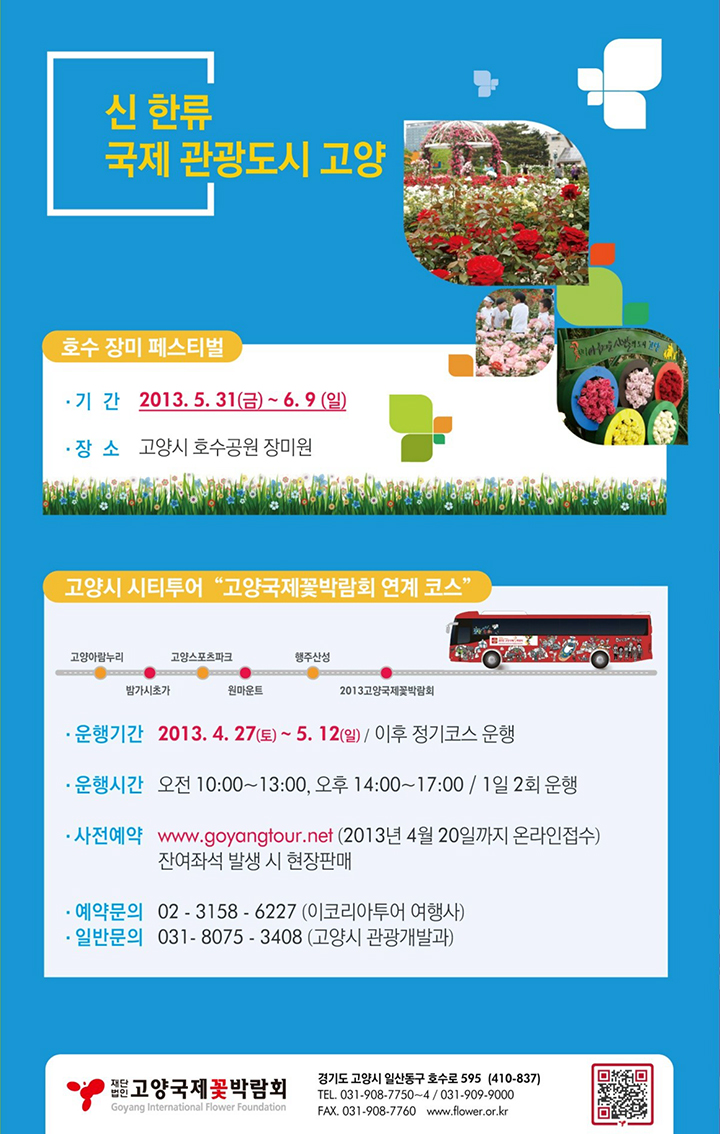 신 한류
국제 관광도시 고양
호수 장미 페스티벌
· 기 간 2013. 5. 31(금) ~ 6. 9 (일)
· 장 소 고양시 호수공원 장미원
고양시 시티투어 “고양국제꽃박람회 연계 코스”
고양아람누리 고양스포츠파크 행주산성
밤가시초가 원마운트 2013고양국제꽃박람회
· 운행기간 2013. 4. 27(토) ~ 5. 12(일) / 이후 정기코스 운행
· 운행시간 오전 10:00~13:00, 오후 14:00~17:00 / 1일 2회 운행
· 사전예약 www.goyangtour.net (2013년 4월 20일까지 온라인접수)
잔여좌석 발생 시 현장판매
· 예약문의 02 - 3158 - 6227 (이코리아투어 여행사)
· 일반문의 031- 8075 - 3408 (고양시 관광개발과)
재단법인 고양국제꽃박람회
Goyang International Flower Foundation
경기도 고양시 일산동구 호수로 595 (410-837)
TEL. 031-908-7750~4 / 031-909-9000
FAX. 031-908-7760 www.flower.or.kr